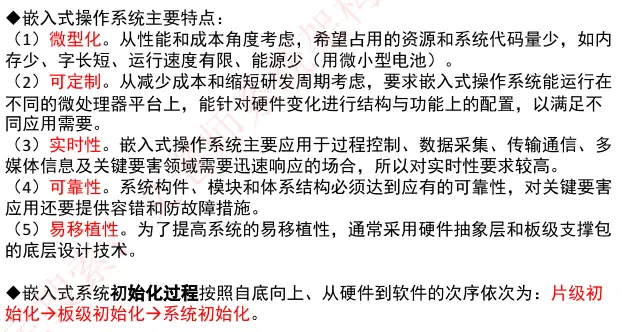 ◆嵌入式操作系统主要特点：
（1）微型化。从性能和成本角度考虑，希望占用的资源和系统代码量少，如内
存少、字长短、运行速度有限、能源少（用微小型电池）。
（2）可定制。从减少成本和缩短研发周期考虑，要求嵌入式操作系统能运行在
不同的微处理器平台上，能针对硬件变化进行结构与功能上的配置，以满足不
同应用需要。
（3）实时性。嵌入式操作系统主要应用于过程控制、数据采集、传输通信、多
媒体信息及关键要害领域需要迅速响应的场合，所以对实时性要求较高。
（4）可靠性。系统构件、模块和体系结构必须达到应有的可靠性，对关键要害
应用还要提供容错和防故障措施。
（5）易移植性。为了提高系统的易移植性，通常采用硬件抽象层和板级支撑包
的底层设计技术。
◆嵌入式系统初始化过程按照自底向上、从硬件到软件的次序依次为：片级初
始化→板级初始化→系统初始化。